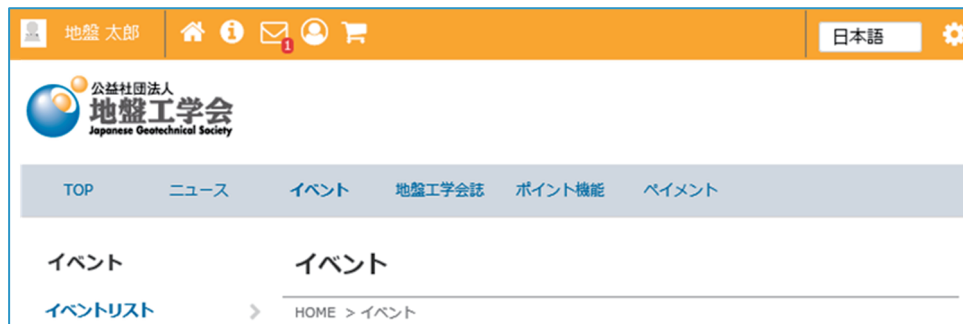 地盤 太郎
1
日本語
公益社団法人
地盤工学会
Japanese Geotechnical Society
TOP ニュース イベント 地盤工学会誌 ポイント機能 ペイメント
イベント
イベントリスト
イベント
HOME > イベント